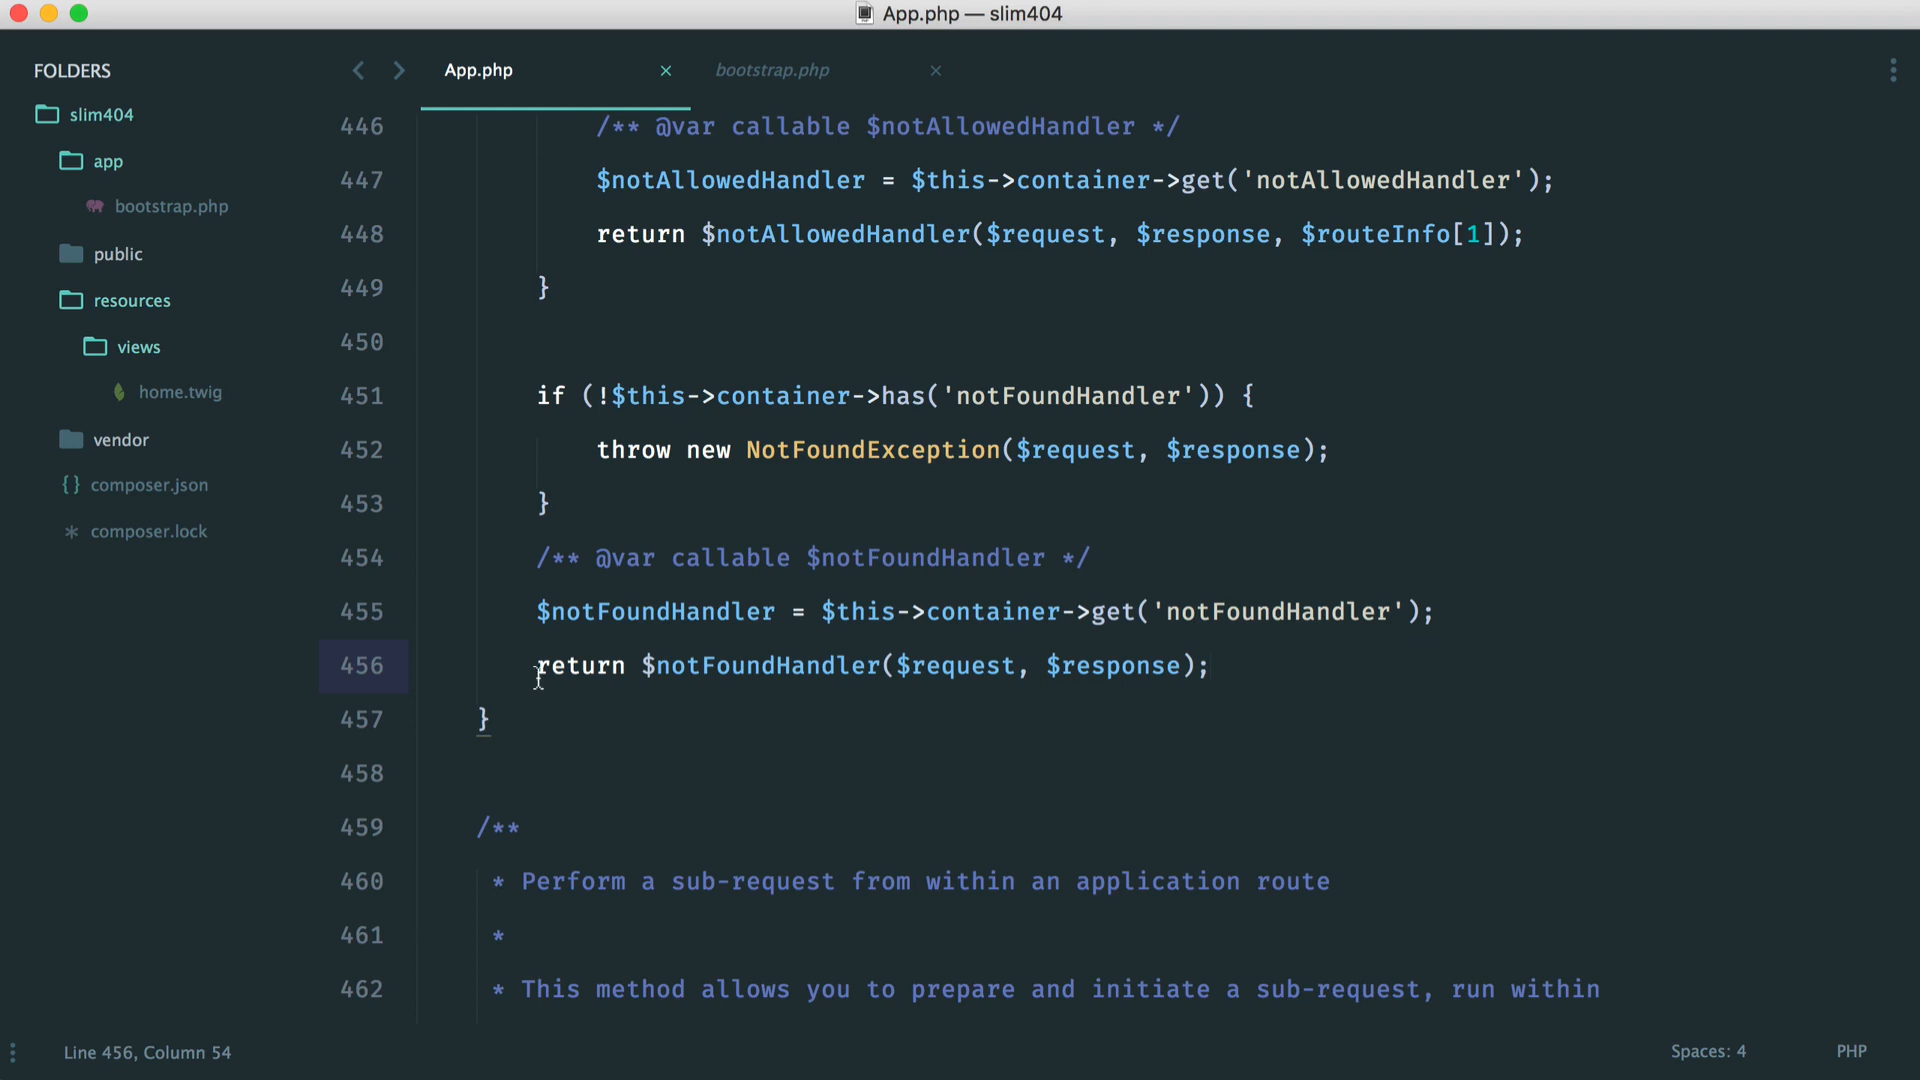 App.php — slim404
FOLDERS
slim404
app
bootstrap.php
public
resources
views
home.twig
vendor
{} composer.json
* composer.lock
App.php ×
bootstrap.php ×
446 /** @var callable $notAllowedHandler */
447 $notAllowedHandler = $this->container->get('notAllowedHandler');
448 return $notAllowedHandler($request, $response, $routeInfo[1]);
449 }
450
451 if (!$this->container->has('notFoundHandler')) {
452 throw new NotFoundException($request, $response);
453 }
454 /** @var callable $notFoundHandler */
455 $notFoundHandler = $this->container->get('notFoundHandler');
456 return $notFoundHandler($request, $response);
457 }
458
459 /**
460 * Perform a sub-request from within an application route
461 *
462 * This method allows you to prepare and initiate a sub-request, run within
Line 456, Column 54
Spaces: 4
PHP